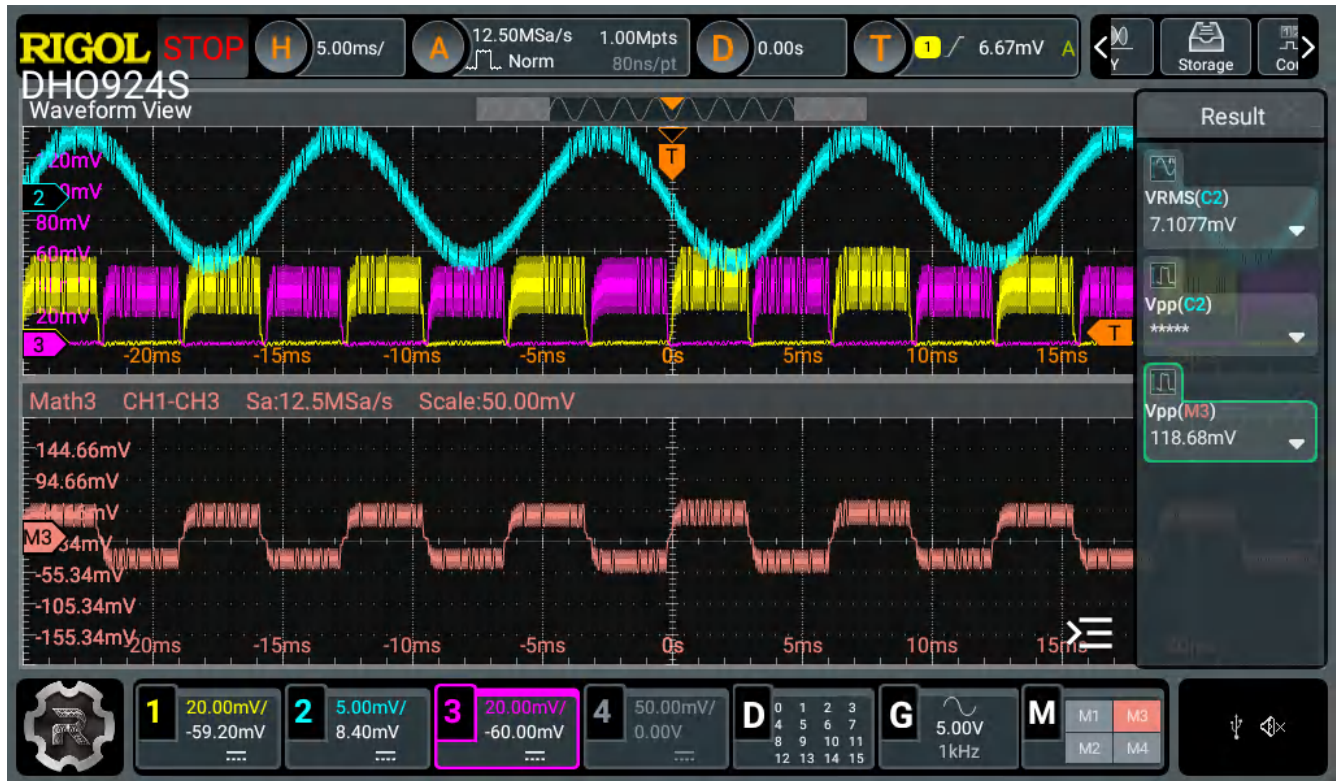 RIGOL STOP H 5.00ms/ A 12.50MSa/s 1.00Mpts D 0.00s T 1 6.67mV A Storage
Norm 80ns/pt
DHO924S
Waveform View
Result
T
2
80mV
60mV
20mV
3
T
-20ms -15ms -10ms -5ms 0s 5ms 10ms 15ms
VRMS(C2)
7.1077mV
Vpp(C2)
*****
Vpp(M3)
118.68mV
Math3 CH1-CH3 Sa:12.5MSa/s Scale:50.00mV
144.66mV
94.66mV
M3
-55.34mV
-105.34mV
-155.34mV
-20ms -15ms -10ms -5ms 0s 5ms 10ms
R
1 20.00mV/ 2 5.00mV/ 3 20.00mV/ 4 50.00mV/ D 0 1 2 3 G 5.00V M M1 M3
-59.20mV 8.40mV -60.00mV 0.00V 4 5 6 7 1kHz M2 M4
8 9 10 11
12 13 14 15